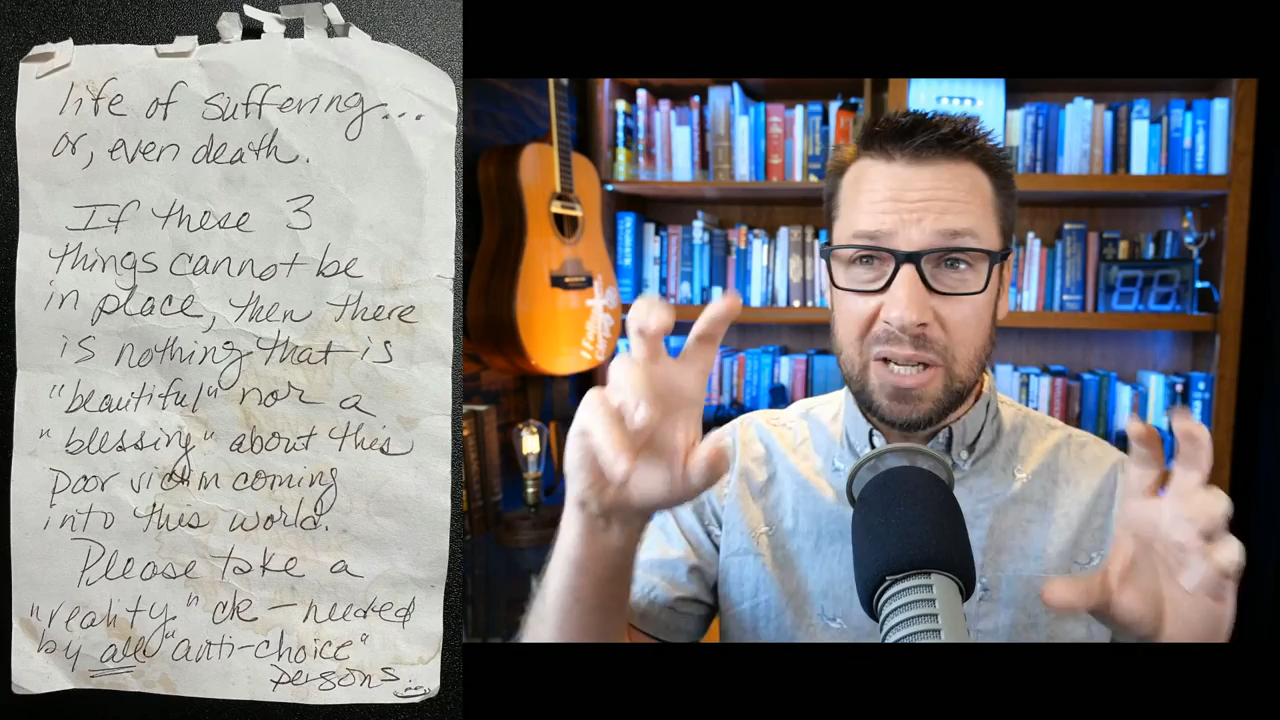 life of suffering...
or, even death.
If these 3
things cannot be
in place, then there
is nothing that is
"beautiful" nor a
"blessing" about this
poor victim coming
into this world.
Please take a
"reality" ck - needed
by all "anti-choice"
persons.